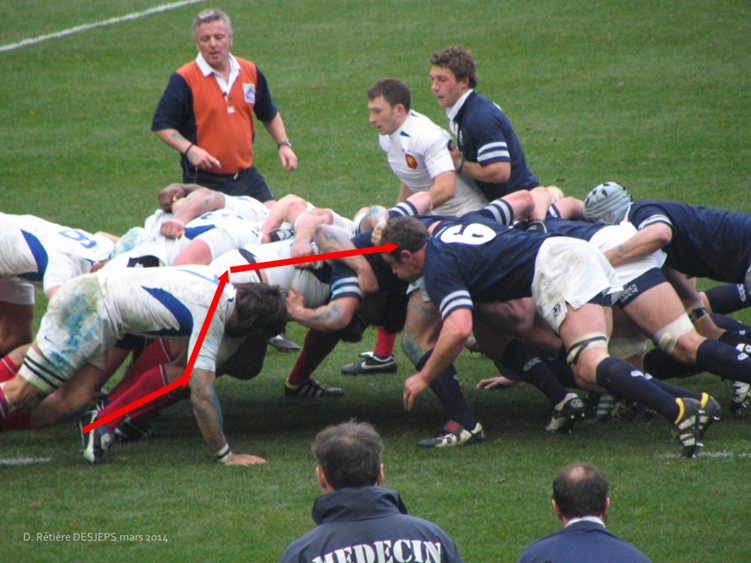 6
MEDECIN
D. Rétière DESJEPS mars 2014